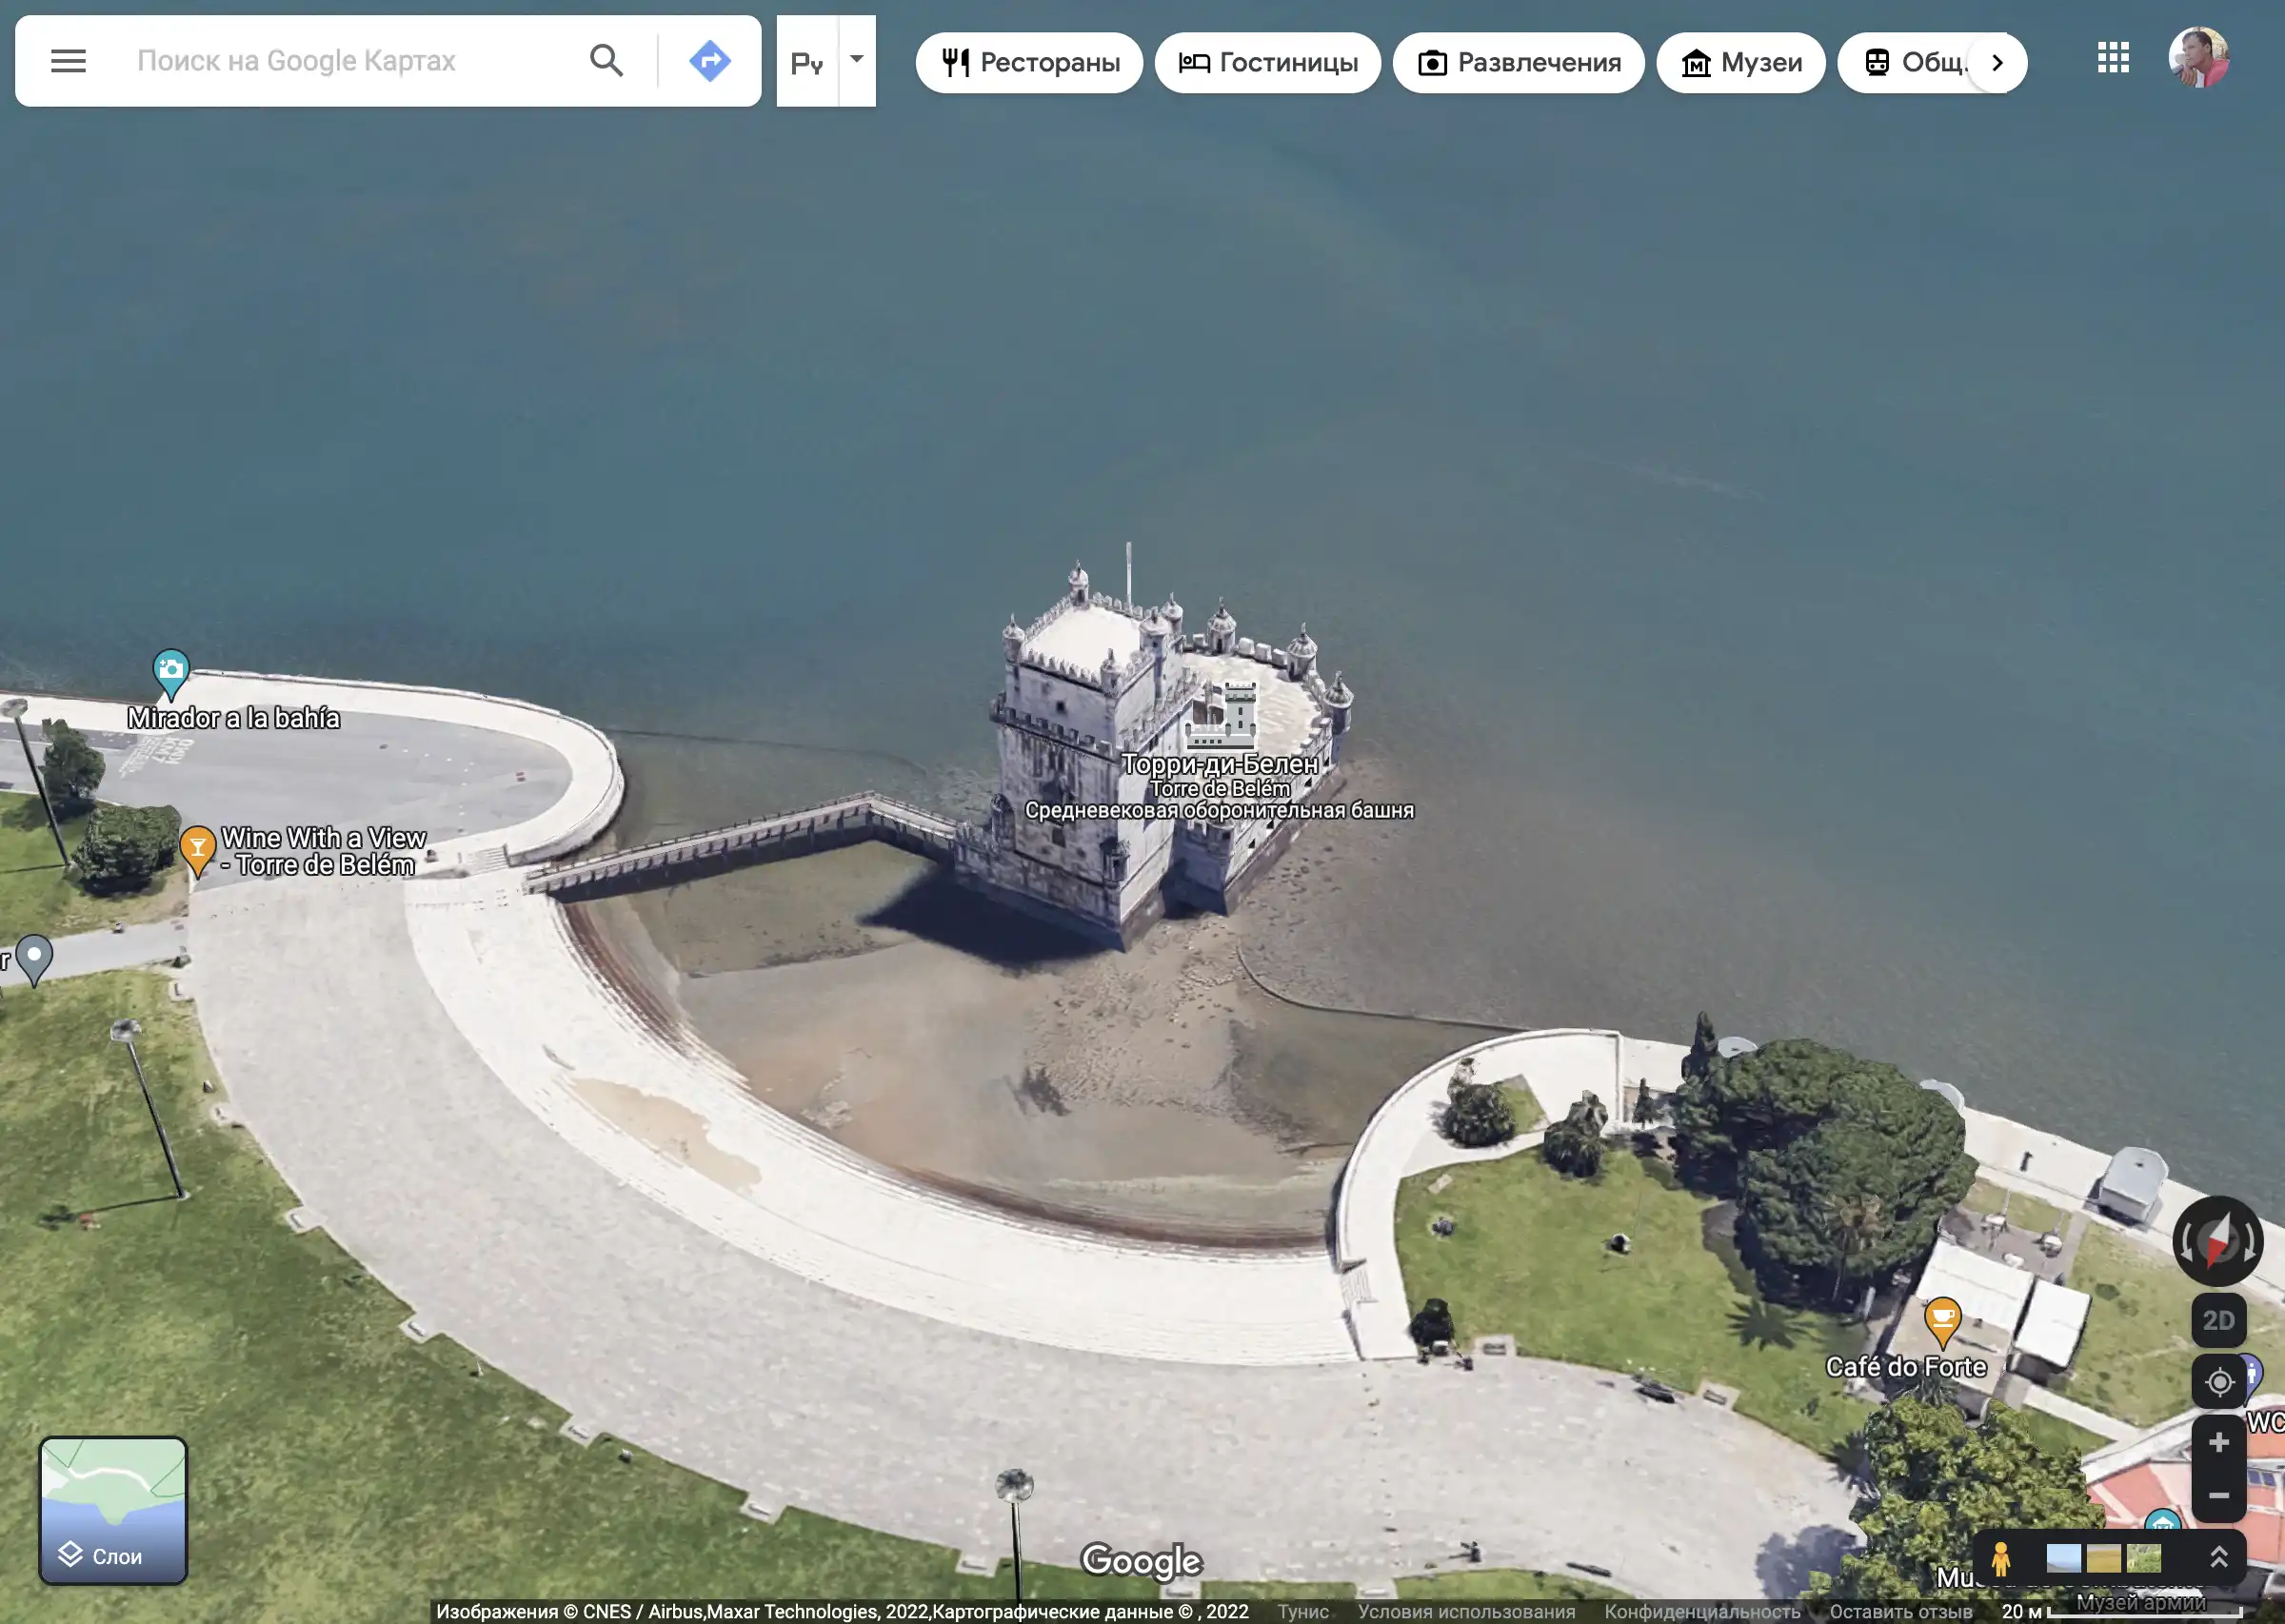 Поиск на Google Картах
Ру
Рестораны
Гостиницы
Развлечения
Музеи
Общ.
Mirador a la bahía
Wine With a View
- Torre de Belém
Торри-ди-Белен
Torre de Belém
Средневековая оборонительная башня
r
Café do Forte
2D
WC
Слои
Google
Музей армии
Изображения © CNES / Airbus,Maxar Technologies, 2022,Картографические данные © , 2022
Тунис
Условия использования
Конфиденциальность
Оставить отзыв
20 м